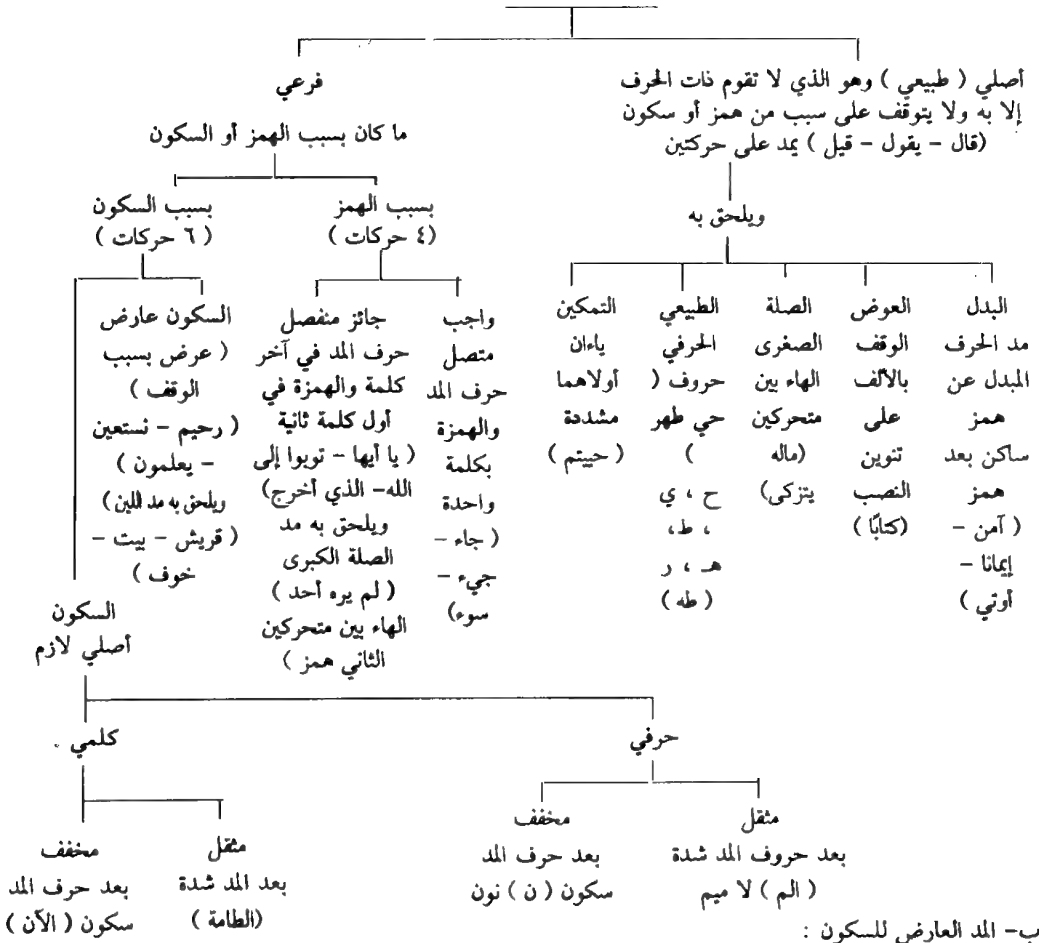 أصلي ( طبيعي ) وهو الذي لا تقوم ذات الحرف
إلا به ولا يتوقف على سبب من همز أو سكون
(قال – يقول – قيل ) يمد على حركتين
ويلحق به
البدل
مد الحرف
المبدل عن
همز
ساكن بعد
همز
( آمن –
إيمانا –
أوتي )
العوض
الوقف
بالألف
على
تنوين
النصب
(كتابًا )
الصلة
الصغرى
الهاء بين
متحركين
(ماله
يتزكى)
الطبيعي
الحرفي
حروف (
حي طهر
)
ح ، ي
، ط،
هـ ، ر
( طه )
التمكين
ياءان
أولاهما
مشددة
( حييتم )
فرعي
ما كان بسبب الهمز أو السكون
بسبب الهمز
(٤ حركات )
واجب
متصل
حرف المد
والهمزة
بكلمة
واحدة
( جاء –
جيء –
سوء)
جائز منفصل
حرف المد في آخر
كلمة والهمزة في
أول كلمة ثانية
( يا أيها – توبوا إلى
الله– الذي أخرج)
ويلحق به مد
الصلة الكبرى
( لم يره أحد )
الهاء بين متحركين
الثاني همز )
بسبب السكون
( ٦ حركات )
السكون عارض
( عرض بسبب
الوقف )
( رحيم – نستعين
– يعلمون )
ويلحق به مد اللين)
( قريش – بيت –
خوف )
السكون
أصلي لازم
حرفي
مثقل
بعد حروف المد شدة
( الم ) لا ميم
مخفف
بعد حرف المد
سكون ( ن ) نون
كلمي .
مثقل
بعد المد شدة
(الطامة )
مخفف
بعد حرف المد
سكون ( الآن )
ب– المد العارض للسكون :